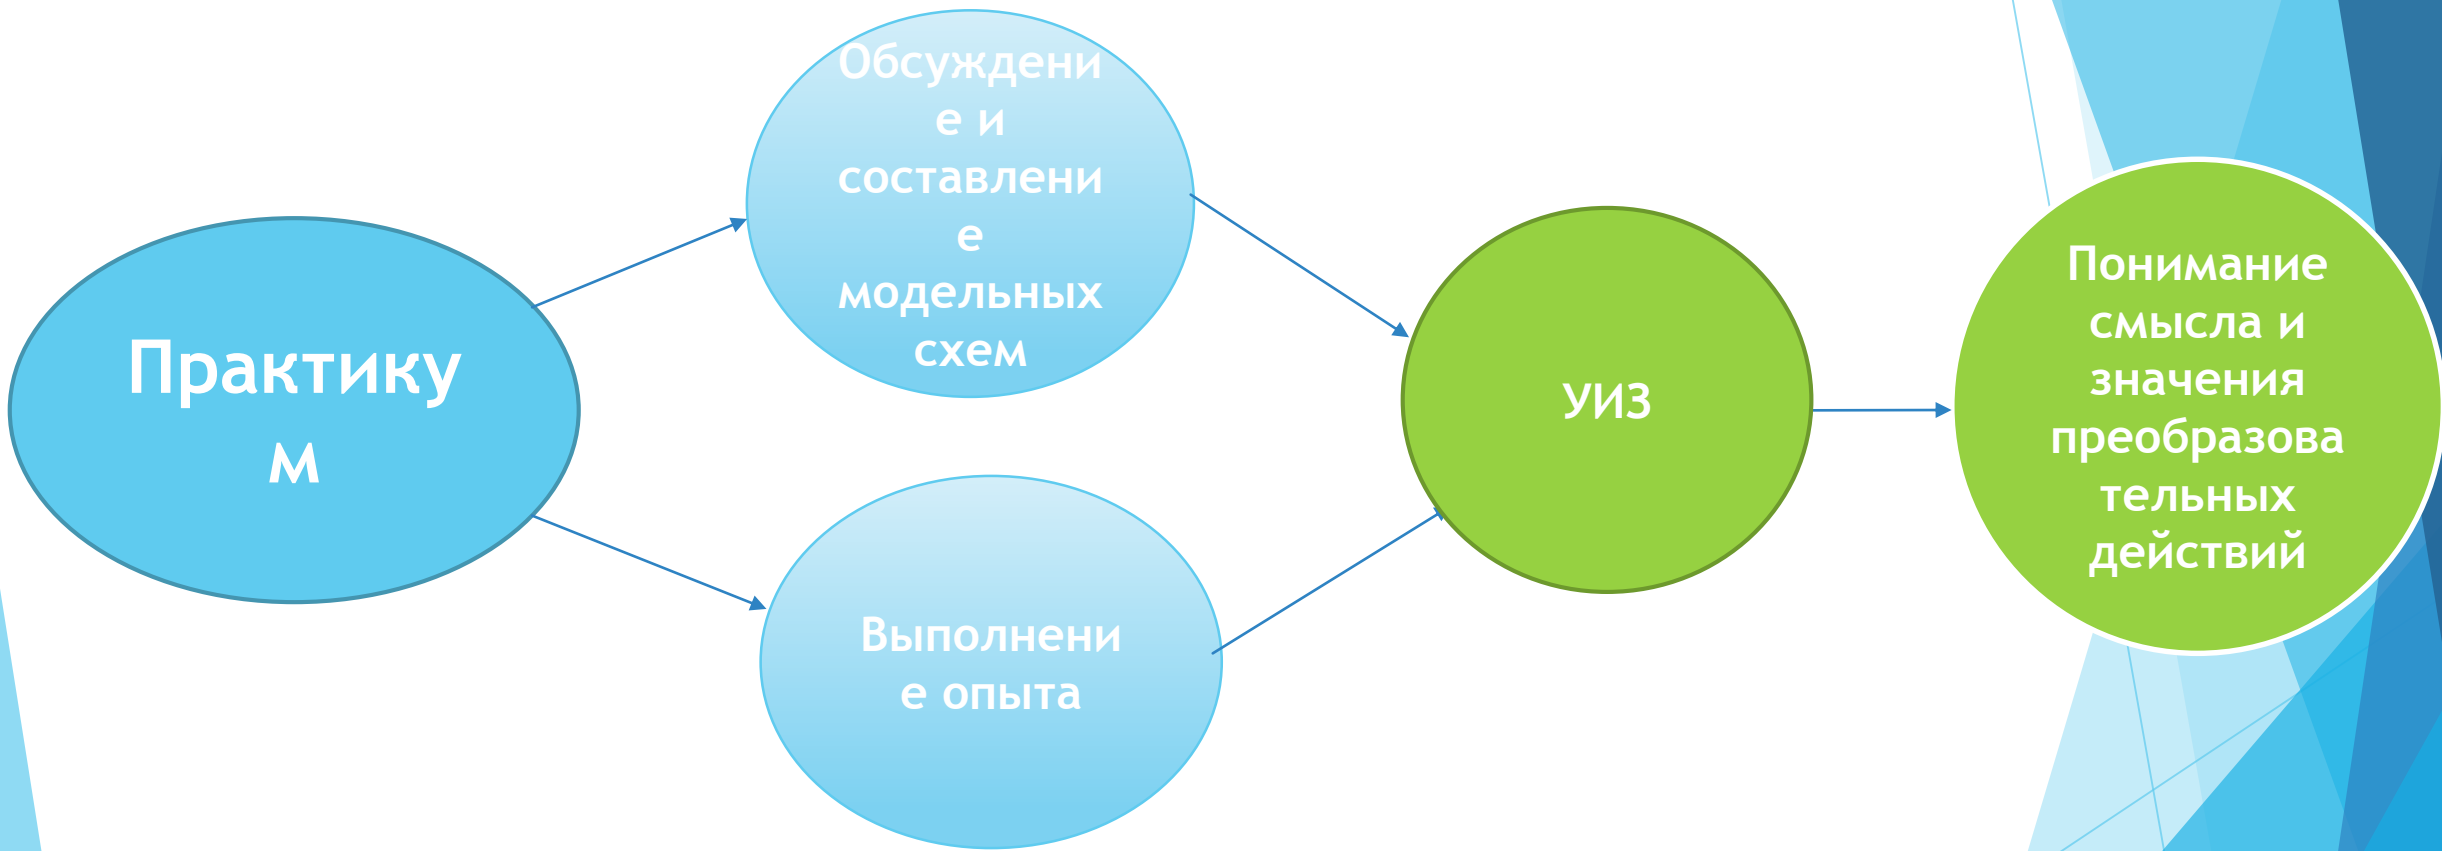 Практику
м
Обсуждени
е и
составлени
е
модельных
схем
Выполнени
е опыта
УИЗ
Понимание
смысла и
значения
преобразова
тельных
действий